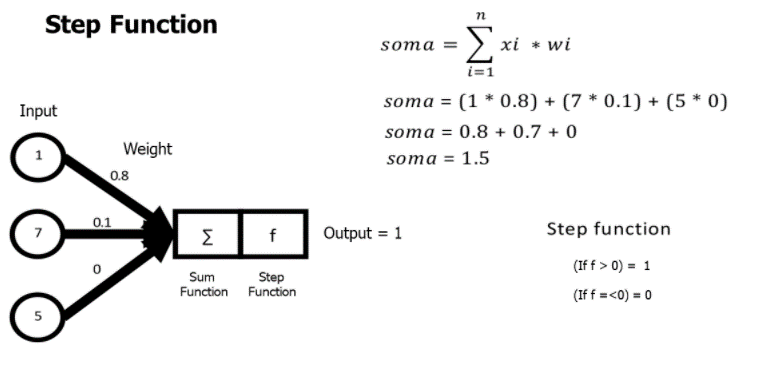 Step Function
Input
Weight
1
0.8
7
0.1
0
5
∑
f
Sum
Function
Step
Function
Output = 1
n
soma = ∑ xi * wi
i=1
soma = (1 * 0.8) + (7 * 0.1) + (5 * 0)
soma = 0.8 + 0.7 + 0
soma = 1.5
Step function
(If f > 0) = 1
(If f =<0) = 0